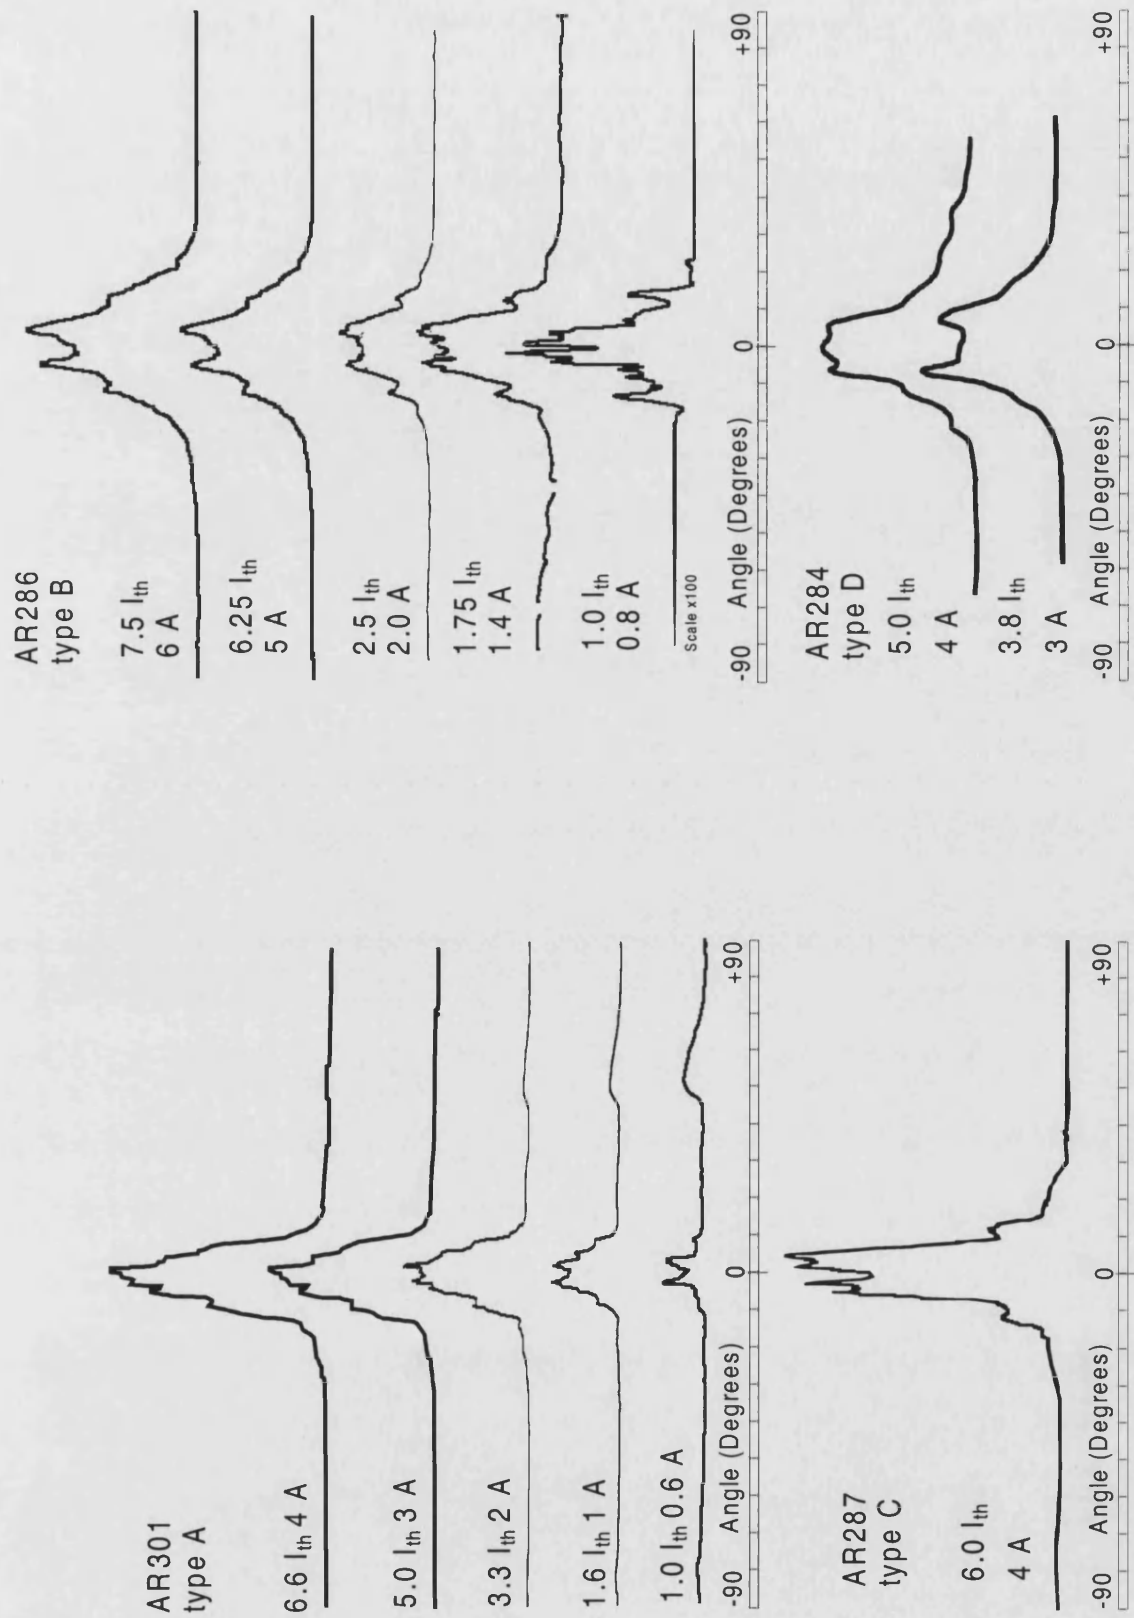 AR301
type A
6.6 Ith 4 A
5.0 Ith 3 A
3.3 Ith 2 A
1.6 Ith 1 A
1.0 Ith 0.6 A
-90 Angle (Degrees) 0 +90
AR287
type C
6.0 Ith
4 A
-90 Angle (Degrees) 0 +90
AR286
type B
7.5 Ith
6 A
6.25 Ith
5 A
2.5 Ith
2.0 A
1.75 Ith
1.4 A
1.0 Ith
0.8 A
Scale x100
-90 Angle (Degrees) 0 +90
AR284
type D
5.0 Ith
4 A
3.8 Ith
3 A
-90 Angle (Degrees) 0 +90